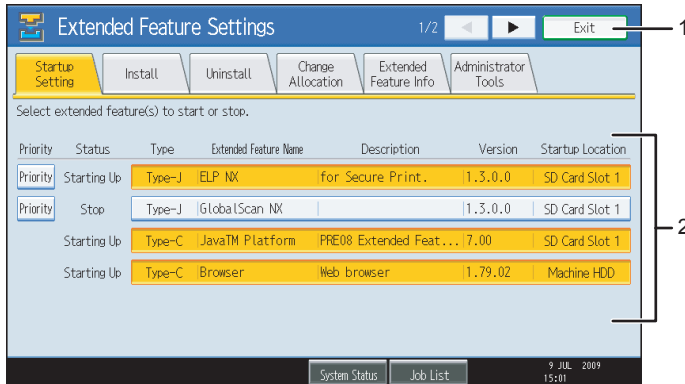 Extended Feature Settings 1/2 Exit 1
Startup Setting Install Uninstall Change Allocation Extended Feature Info Administrator Tools
Select extended feature(s) to start or stop.
Priority Status Type Extended Feature Name Description Version Startup Location
Priority Starting Up Type-J ELP NX for Secure Print. 1.3.0.0 SD Card Slot 1
Priority Stop Type-J GlobalScan NX 1.3.0.0 SD Card Slot 1
2
Starting Up Type-C JavaTM Platform PRE08 Extended Feat... 7.00 SD Card Slot 1
Starting Up Type-C Browser Web browser 1.79.02 Machine HDD
System Status Job List 9 JUL 2009
15:01